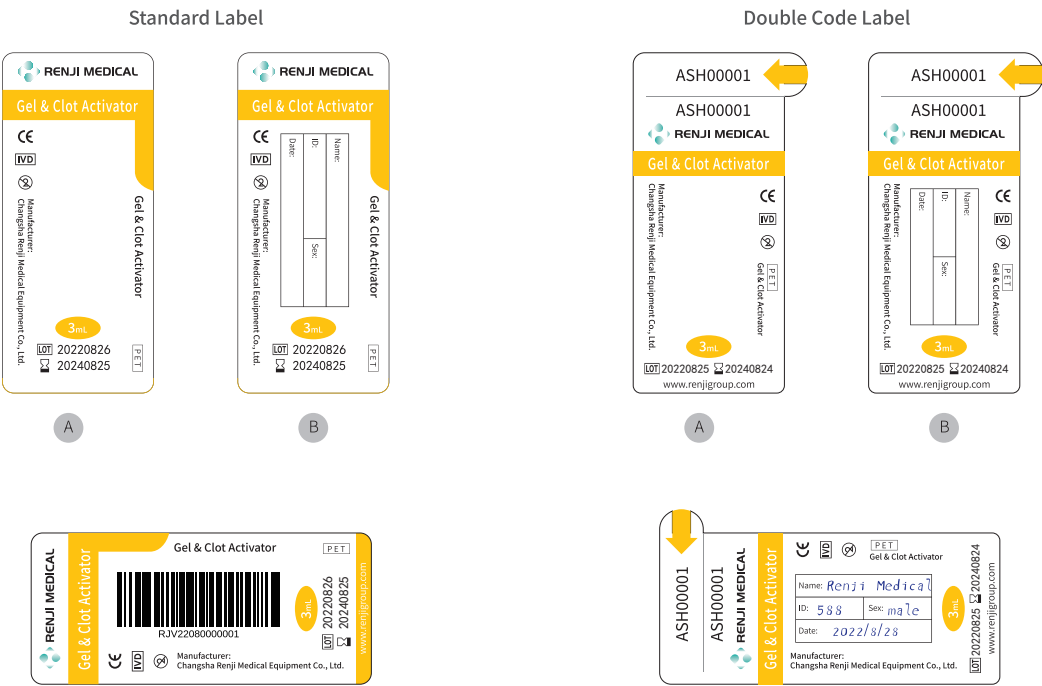 Standard Label
RENJI MEDICAL
Gel & Clot Activator
IVD
Manufacturer:
Changsha Renji Medical Equipment Co., Ltd.
Gel & Clot Activator
3mL
LOT 20220826
20240825
PET
A
RENJI MEDICAL
Gel & Clot Activator
IVD
Name:
ID:
Sex:
Date:
Manufacturer:
Changsha Renji Medical Equipment Co., Ltd.
Gel & Clot Activator
3mL
LOT 20220826
20240825
PET
B
Double Code Label
ASH00001
ASH00001
RENJI MEDICAL
Gel & Clot Activator
Manufacturer:
Changsha Renji Medical Equipment Co., Ltd.
IVD
PET
Gel & Clot Activator
3mL
LOT 20220825 20240824
www.renjigroup.com
A
ASH00001
ASH00001
RENJI MEDICAL
Gel & Clot Activator
Manufacturer:
Changsha Renji Medical Equipment Co., Ltd.
Name:
ID:
Sex:
Date:
IVD
PET
Gel & Clot Activator
3mL
LOT 20220825 20240824
www.renjigroup.com
B
RENJI MEDICAL
Gel & Clot Activator
Gel & Clot Activator
PET
RJV22080000001
IVD
Manufacturer:
Changsha Renji Medical Equipment Co., Ltd.
3mL
LOT 20220826
20240825
www.renjigroup.com
ASH00001
ASH00001
RENJI MEDICAL
Gel & Clot Activator
IVD
PET
Gel & Clot Activator
Name: Renji Medical
ID: 588 Sex: male
Date: 2022/8/28
Manufacturer:
Changsha Renji Medical Equipment Co., Ltd.
3mL
LOT 20220825 20240824
www.renjigroup.com